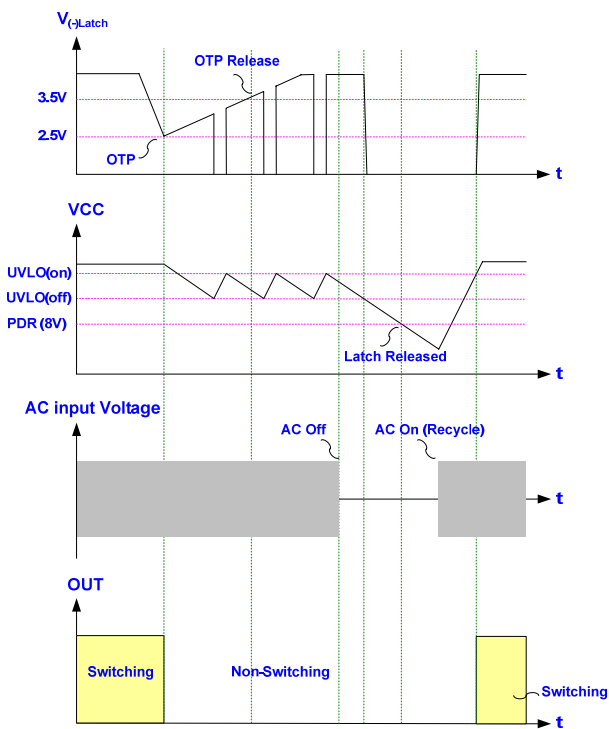 V(-)Latch
OTP Release
3.5V
2.5V
OTP
t
VCC
UVLO(on)
UVLO(off)
PDR (8V)
Latch Released
t
AC input Voltage
AC Off
AC On (Recycle)
t
OUT
Switching
Non-Switching
Switching
t